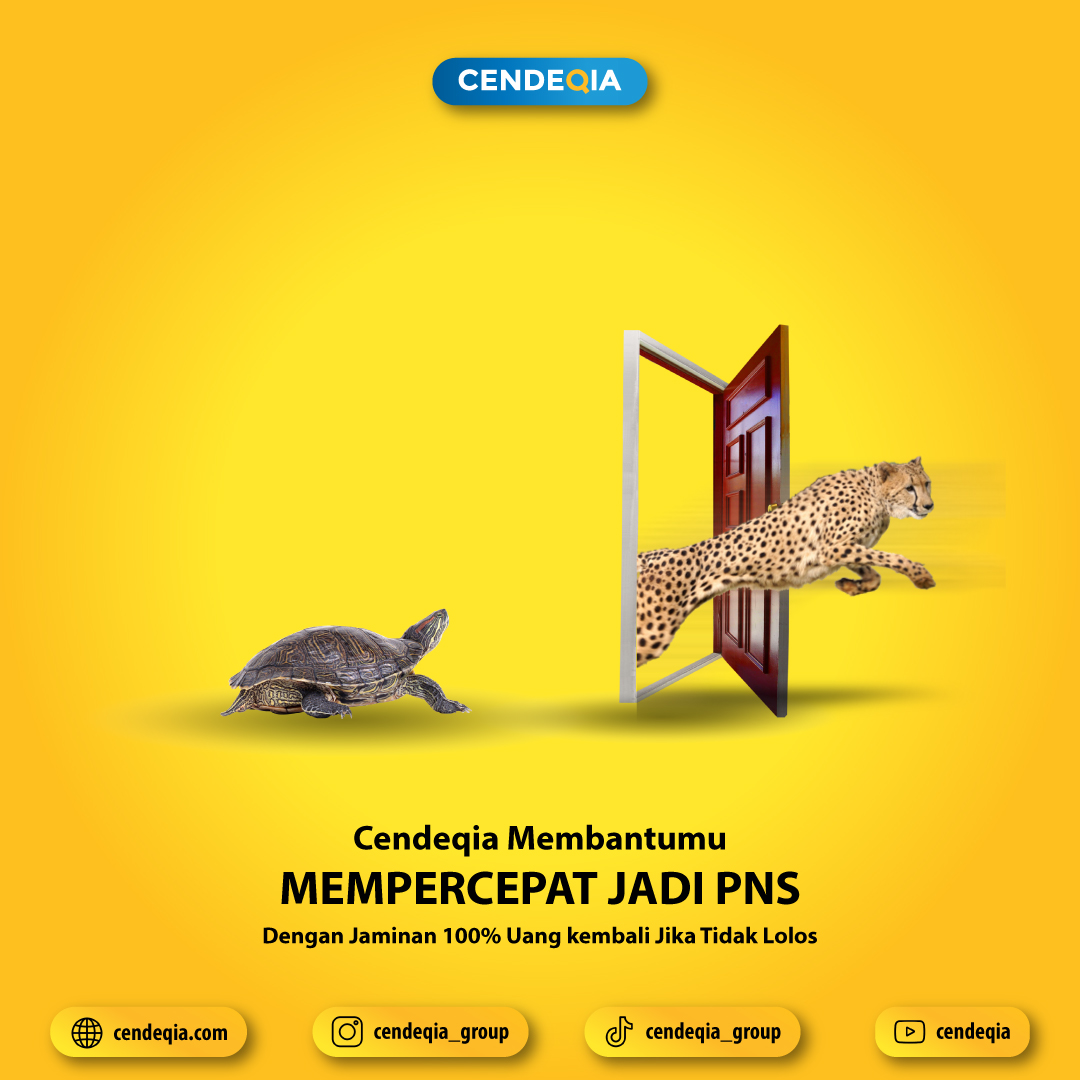 CENDEQIA
Cendeqia Membantumu
MEMPERCEPAT JADI PNS
Dengan Jaminan 100% Uang kembali Jika Tidak Lolos
cendeqia.com
cendeqia_group
cendeqia_group
cendeqia